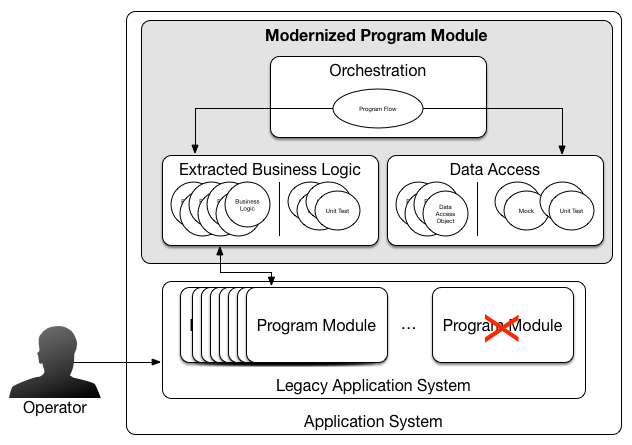 Modernized Program Module
Orchestration
Program Flow
Extracted Business Logic
Business
Logic
Unit Test
Data Access
Data
Access
Object
Mock
Unit Test
Program Module
...
Program Module
Legacy Application System
Operator
Application System